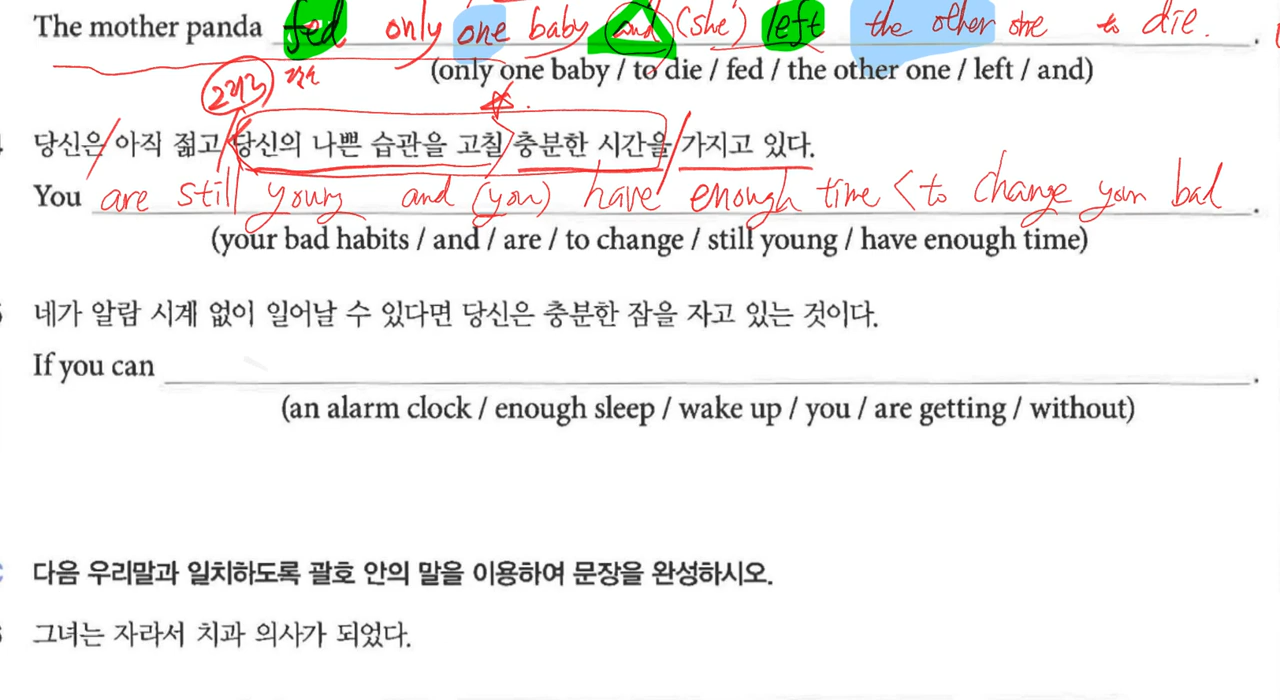 The mother panda fed only one baby and (she) left the other one to die.
(only one baby / to die / fed / the other one / left / and)
당신은/아직 젊고/당신의 나쁜 습관을 고칠/충분한 시간을/가지고 있다.
You are still young and (you) have enough time < to change your bad.
(your bad habits / and / are / to change / still young / have enough time)
네가 알람 시계 없이 일어날 수 있다면 당신은 충분한 잠을 자고 있는 것이다.
If you can .
(an alarm clock / enough sleep / wake up / you / are getting / without)
다음 우리말과 일치하도록 괄호 안의 말을 이용하여 문장을 완성하시오.
그녀는 자라서 치과 의사가 되었다.